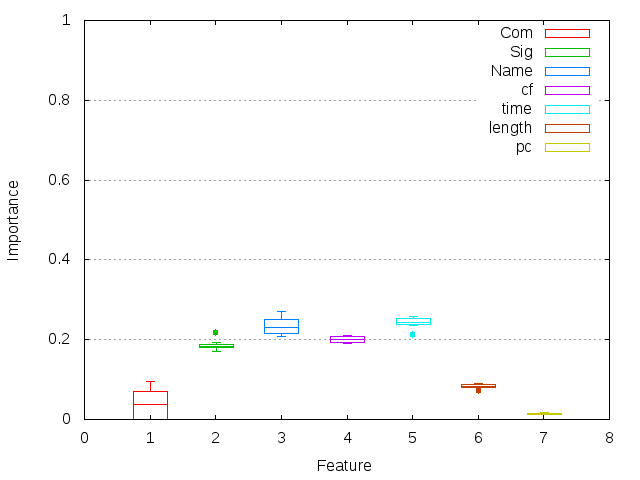 1
0.8
0.6
0.4
0.2
0
0 1 2 3 4 5 6 7 8
Importance
Feature
Com
Sig
Name
cf
time
length
pc